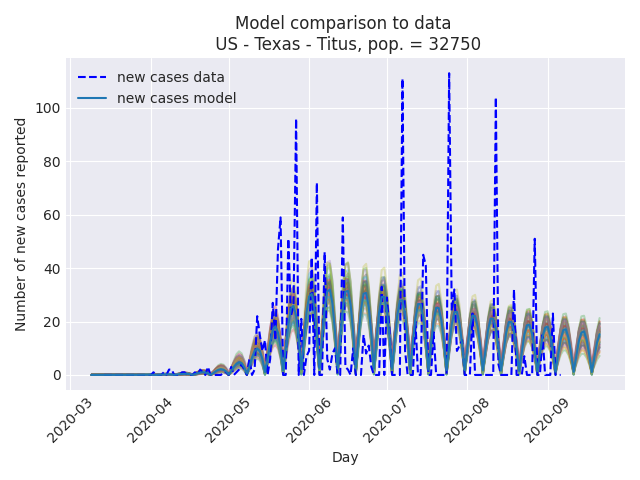 Model comparison to data
US - Texas - Titus, pop. = 32750
new cases data
new cases model
Number of new cases reported
100
80
60
40
20
0
2020-03
2020-04
2020-05
2020-06
2020-07
2020-08
2020-09
Day